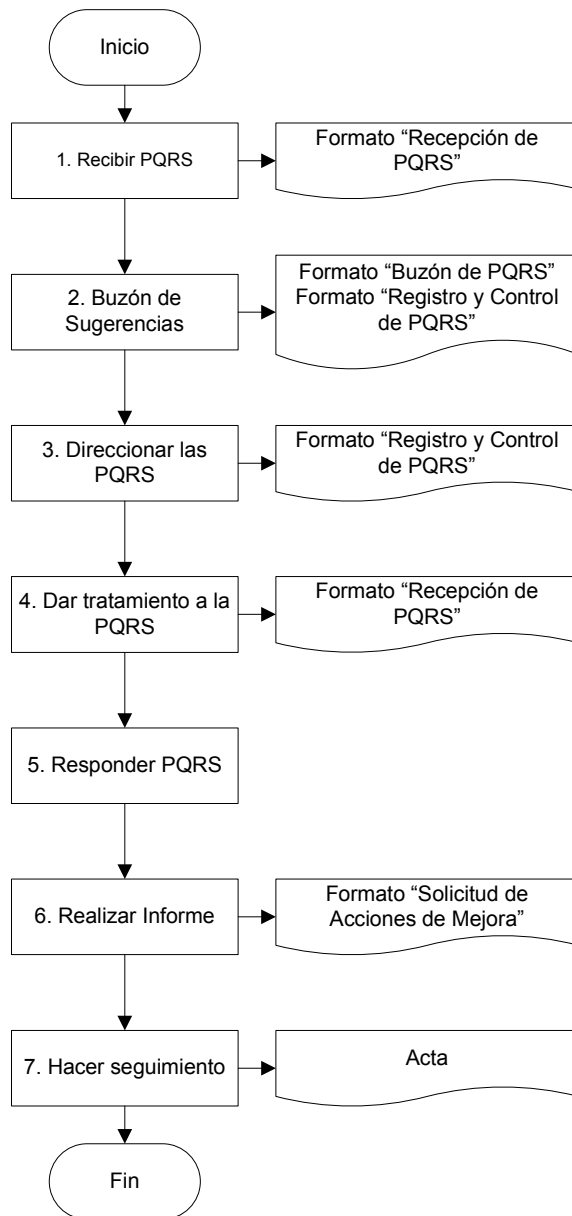 Inicio
1. Recibir PQRS
Formato “Recepción de
PQRS”
2. Buzón de
Sugerencias
Formato “Buzón de PQRS”
Formato “Registro y Control
de PQRS”
3. Direccionar las
PQRS
Formato “Registro y Control
de PQRS”
4. Dar tratamiento a la
PQRS
Formato “Recepción de
PQRS”
5. Responder PQRS
6. Realizar Informe
Formato “Solicitud de
Acciones de Mejora”
7. Hacer seguimiento
Acta
Fin